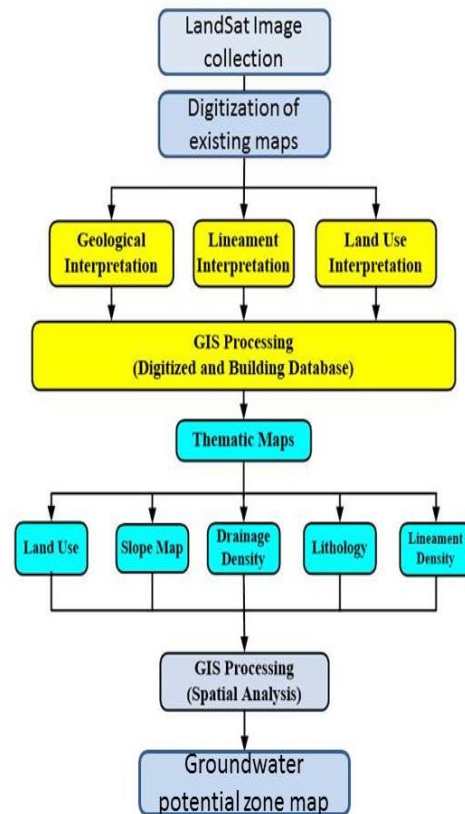 LandSat Image
collection
Digitization of
existing maps
Geological
Interpretation
Lineament
Interpretation
Land Use
Interpretation
GIS Processing
(Digitized and Building Database)
Thematic Maps
Land Use
Slope Map
Drainage
Density
Lithology
Lineament
Density
GIS Processing
(Spatial Analysis)
Groundwater
potential zone map